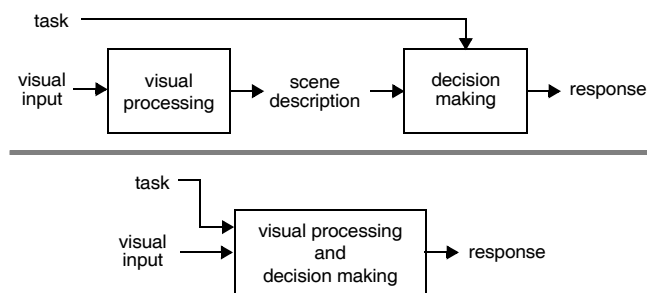 task
visual
input
visual
processing
scene
description
decision
making
response
task
visual
input
visual processing
and
decision making
response